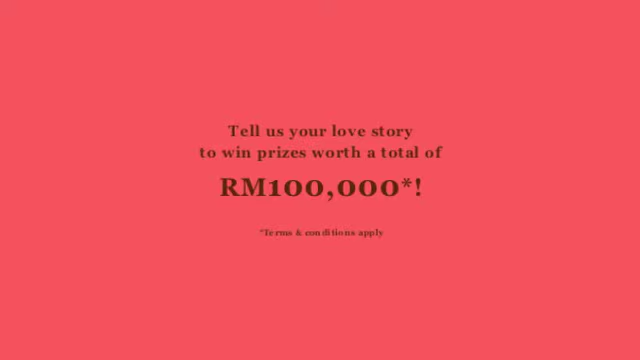 Tell us your love story
to win prizes worth a total of
RM100,000*!
*Terms & conditions apply